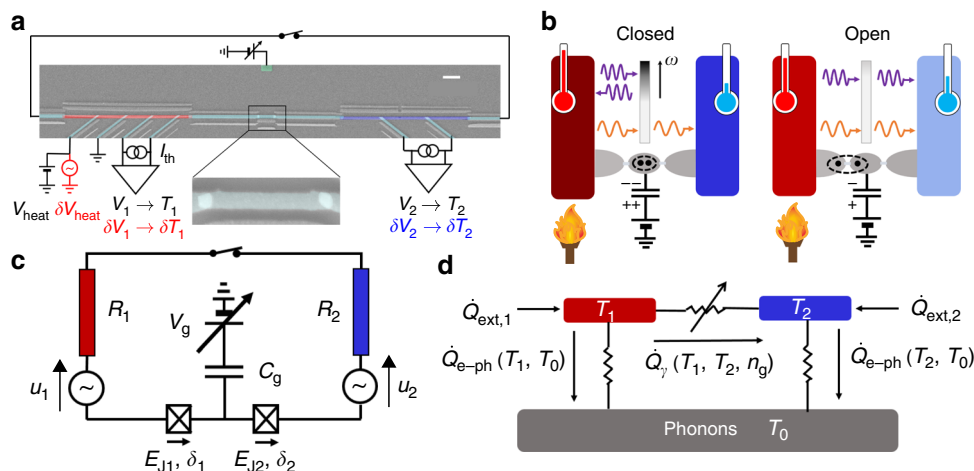 a
I_th
V_heat δV_heat
V_1 → T_1
δV_1 → δT_1
V_2 → T_2
δV_2 → δT_2
b
Closed
Open
ω
– –
++
–
+
c
R_1
V_g
R_2
C_g
u_1
u_2
~
~
E_J1, δ_1
E_J2, δ_2
d
Q̇_ext,1
T_1
T_2
Q̇_ext,2
Q̇_e–ph (T_1, T_0)
Q̇_γ (T_1, T_2, n_g)
Q̇_e–ph (T_2, T_0)
Phonons T_0